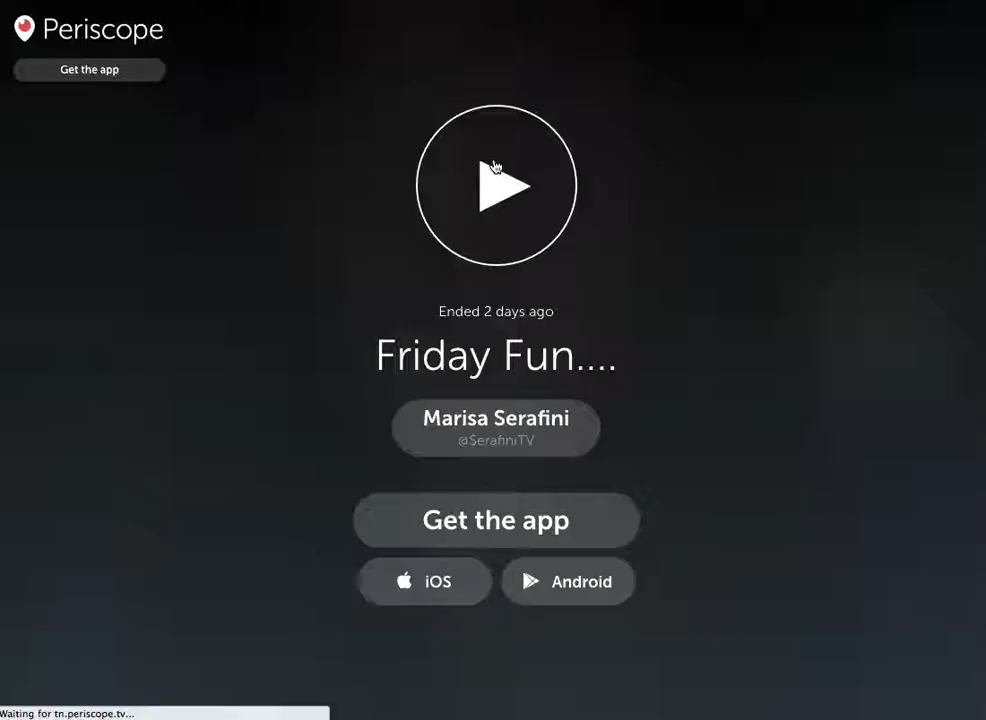 Periscope
Get the app
Ended 2 days ago
Friday Fun....
Marisa Serafini
@SerafiniTV
Get the app
iOS
Android
Waiting for tn.periscope.tv...